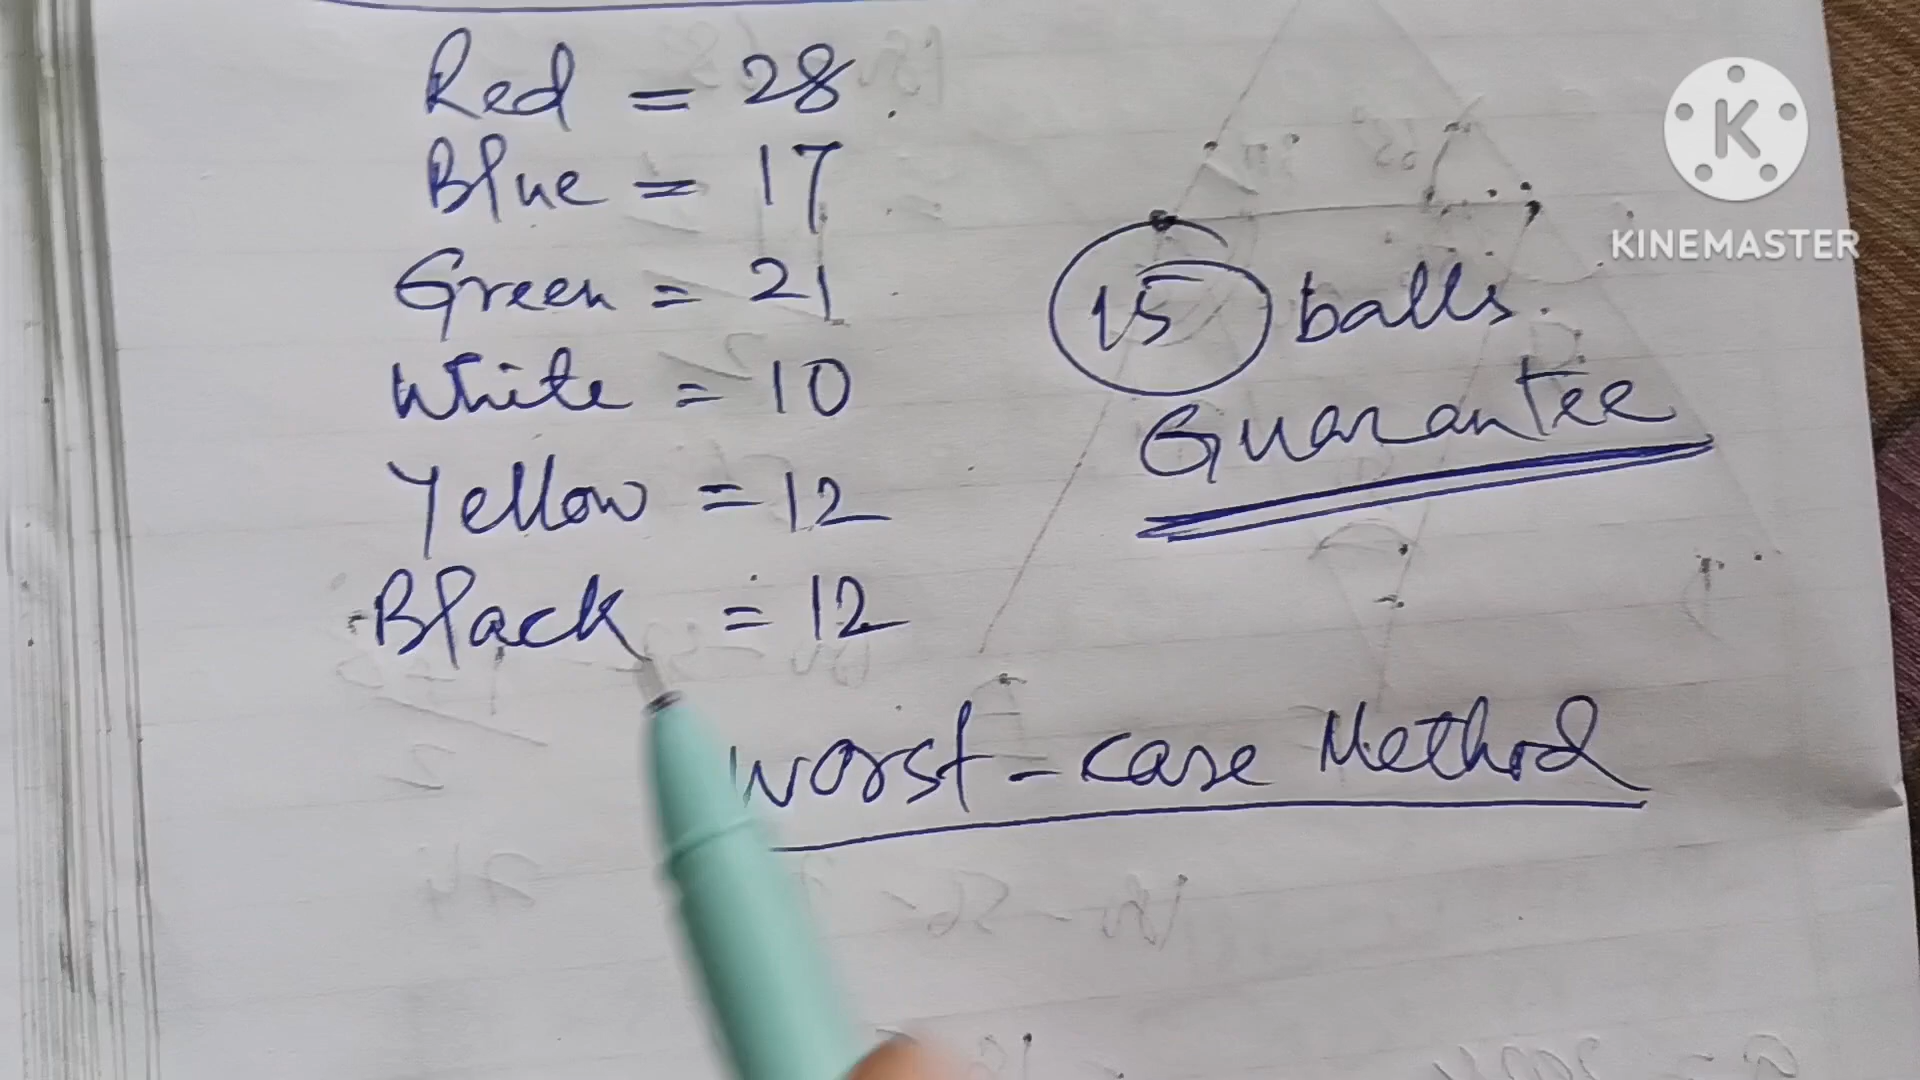 Red = 28
Blue = 17
Green = 21
White = 10
Yellow = 12
Black = 12
15 balls.
Guarantee
Worst-case Method
KINEMASTER